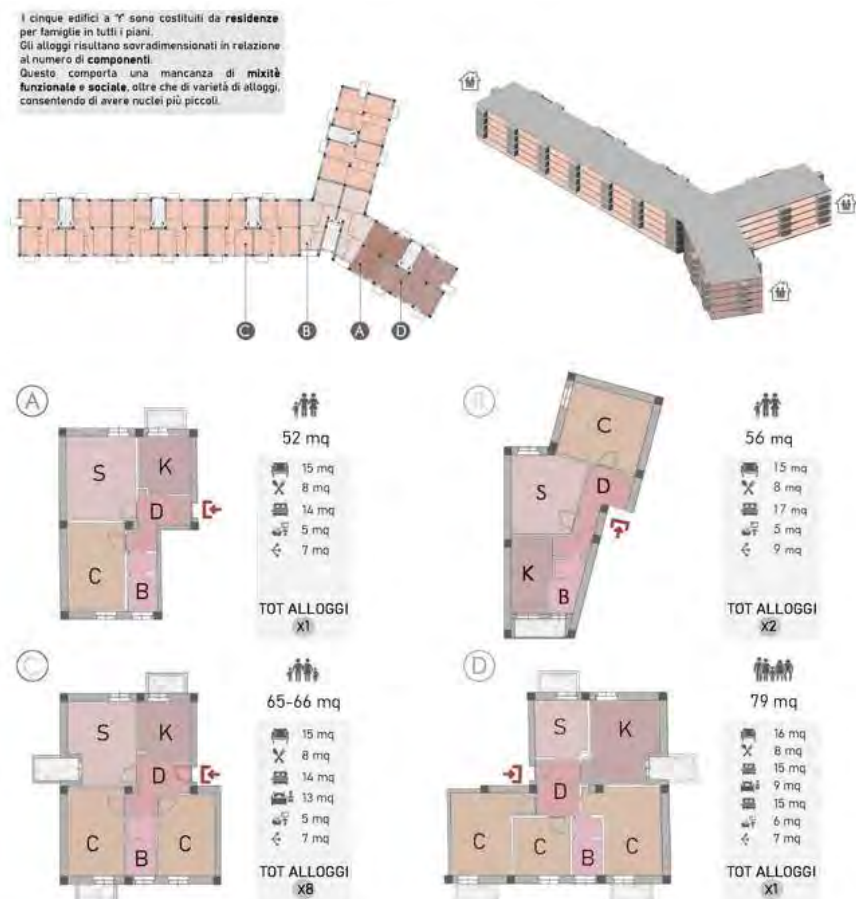 I cinque edifici a Y sono costituiti da residenze
per famiglie in tutti i piani.
Gli alloggi risultano sovradimensionati in relazione
al numero di componenti.
Questo comporta una mancanza di mixitè
funzionale e sociale, oltre che di varietà di alloggi,
consentendo di avere nuclei più piccoli.
C
B
A
D
A
S
K
D
C
B
52 mq
15 mq
8 mq
14 mq
5 mq
7 mq
TOT ALLOGGI
X1
C
S
D
K
B
56 mq
15 mq
8 mq
17 mq
5 mq
9 mq
TOT ALLOGGI
X2
C
S
K
D
C
B
C
65-66 mq
15 mq
8 mq
14 mq
13 mq
5 mq
7 mq
TOT ALLOGGI
X8
D
S
K
D
C
C
B
C
79 mq
16 mq
8 mq
15 mq
9 mq
15 mq
6 mq
7 mq
TOT ALLOGGI
X1